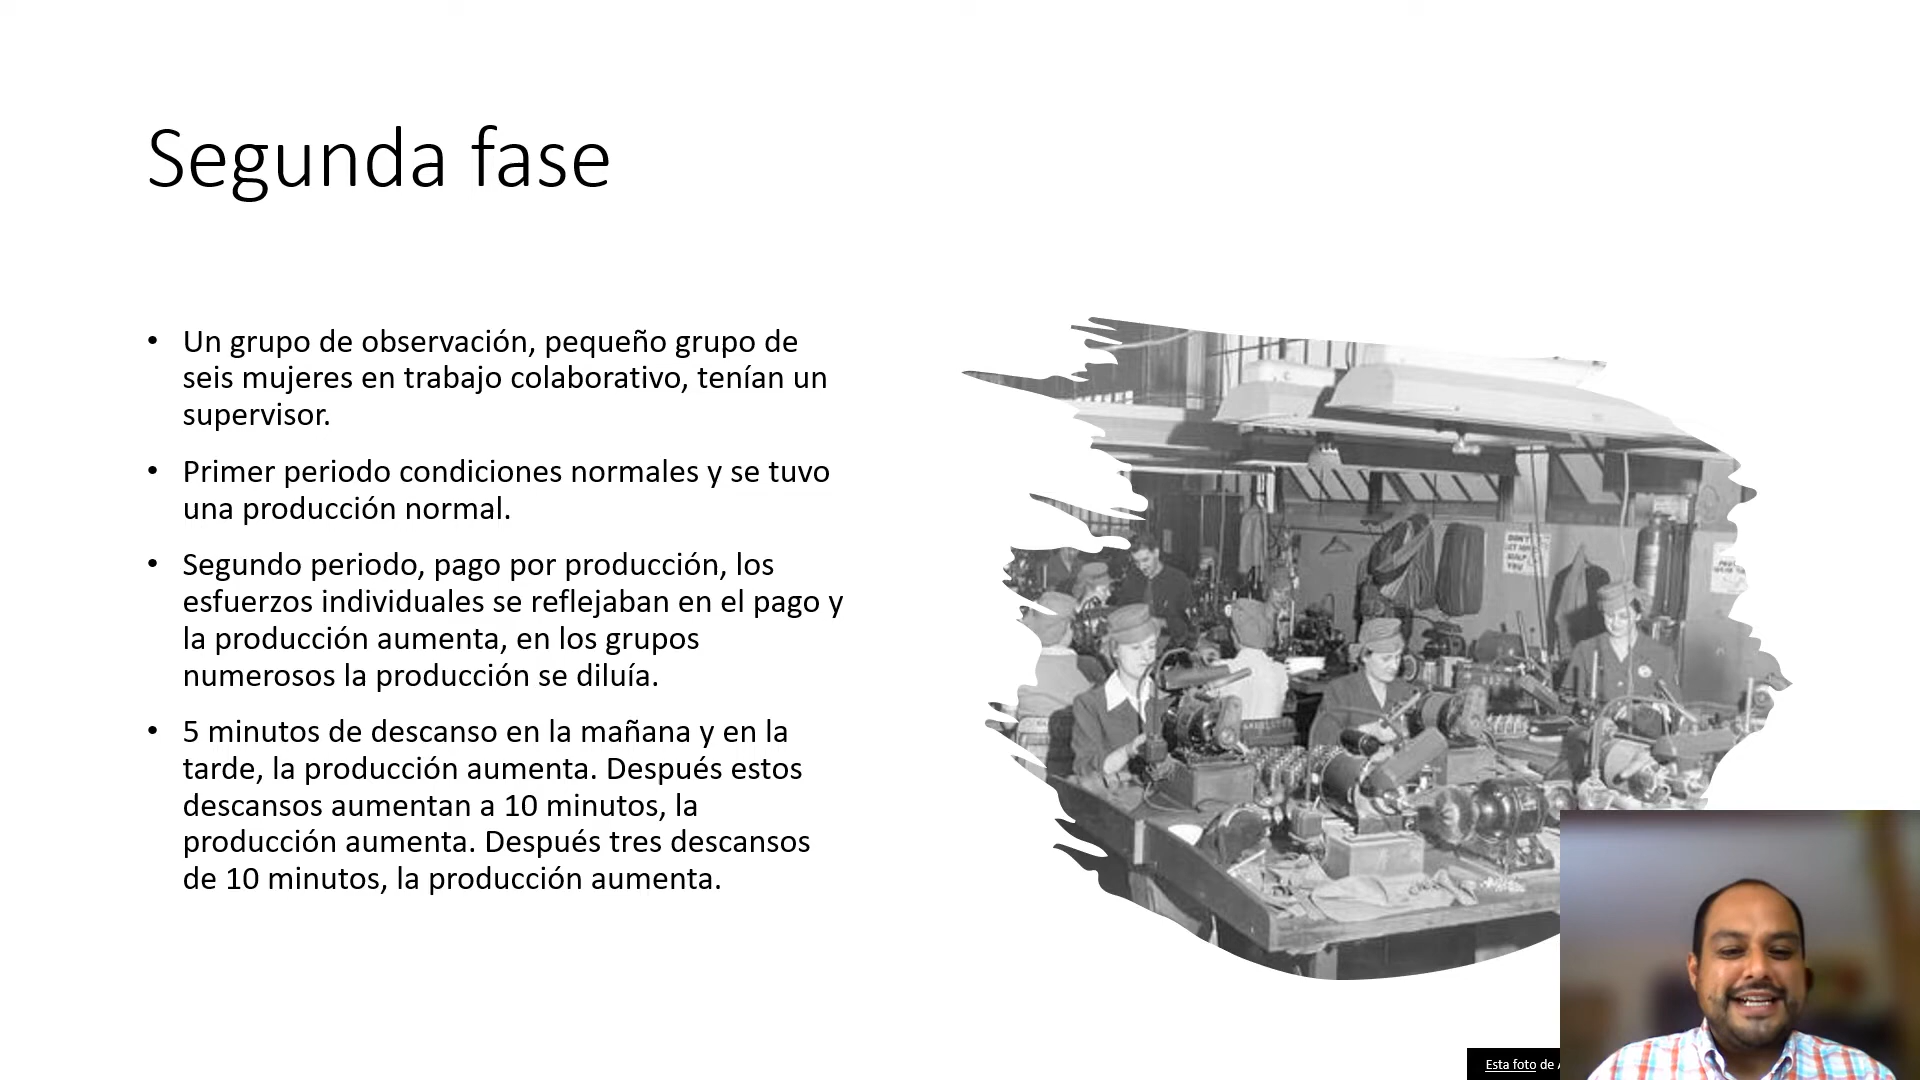 Segunda fase
• Un grupo de observación, pequeño grupo de
seis mujeres en trabajo colaborativo, tenían un
supervisor.
• Primer periodo condiciones normales y se tuvo
una producción normal.
• Segundo periodo, pago por producción, los
esfuerzos individuales se reflejaban en el pago y
la producción aumenta, en los grupos
numerosos la producción se diluía.
• 5 minutos de descanso en la mañana y en la
tarde, la producción aumenta. Después estos
descansos aumentan a 10 minutos, la
producción aumenta. Después tres descansos
de 10 minutos, la producción aumenta.
DON'T
YOU
Esta foto de